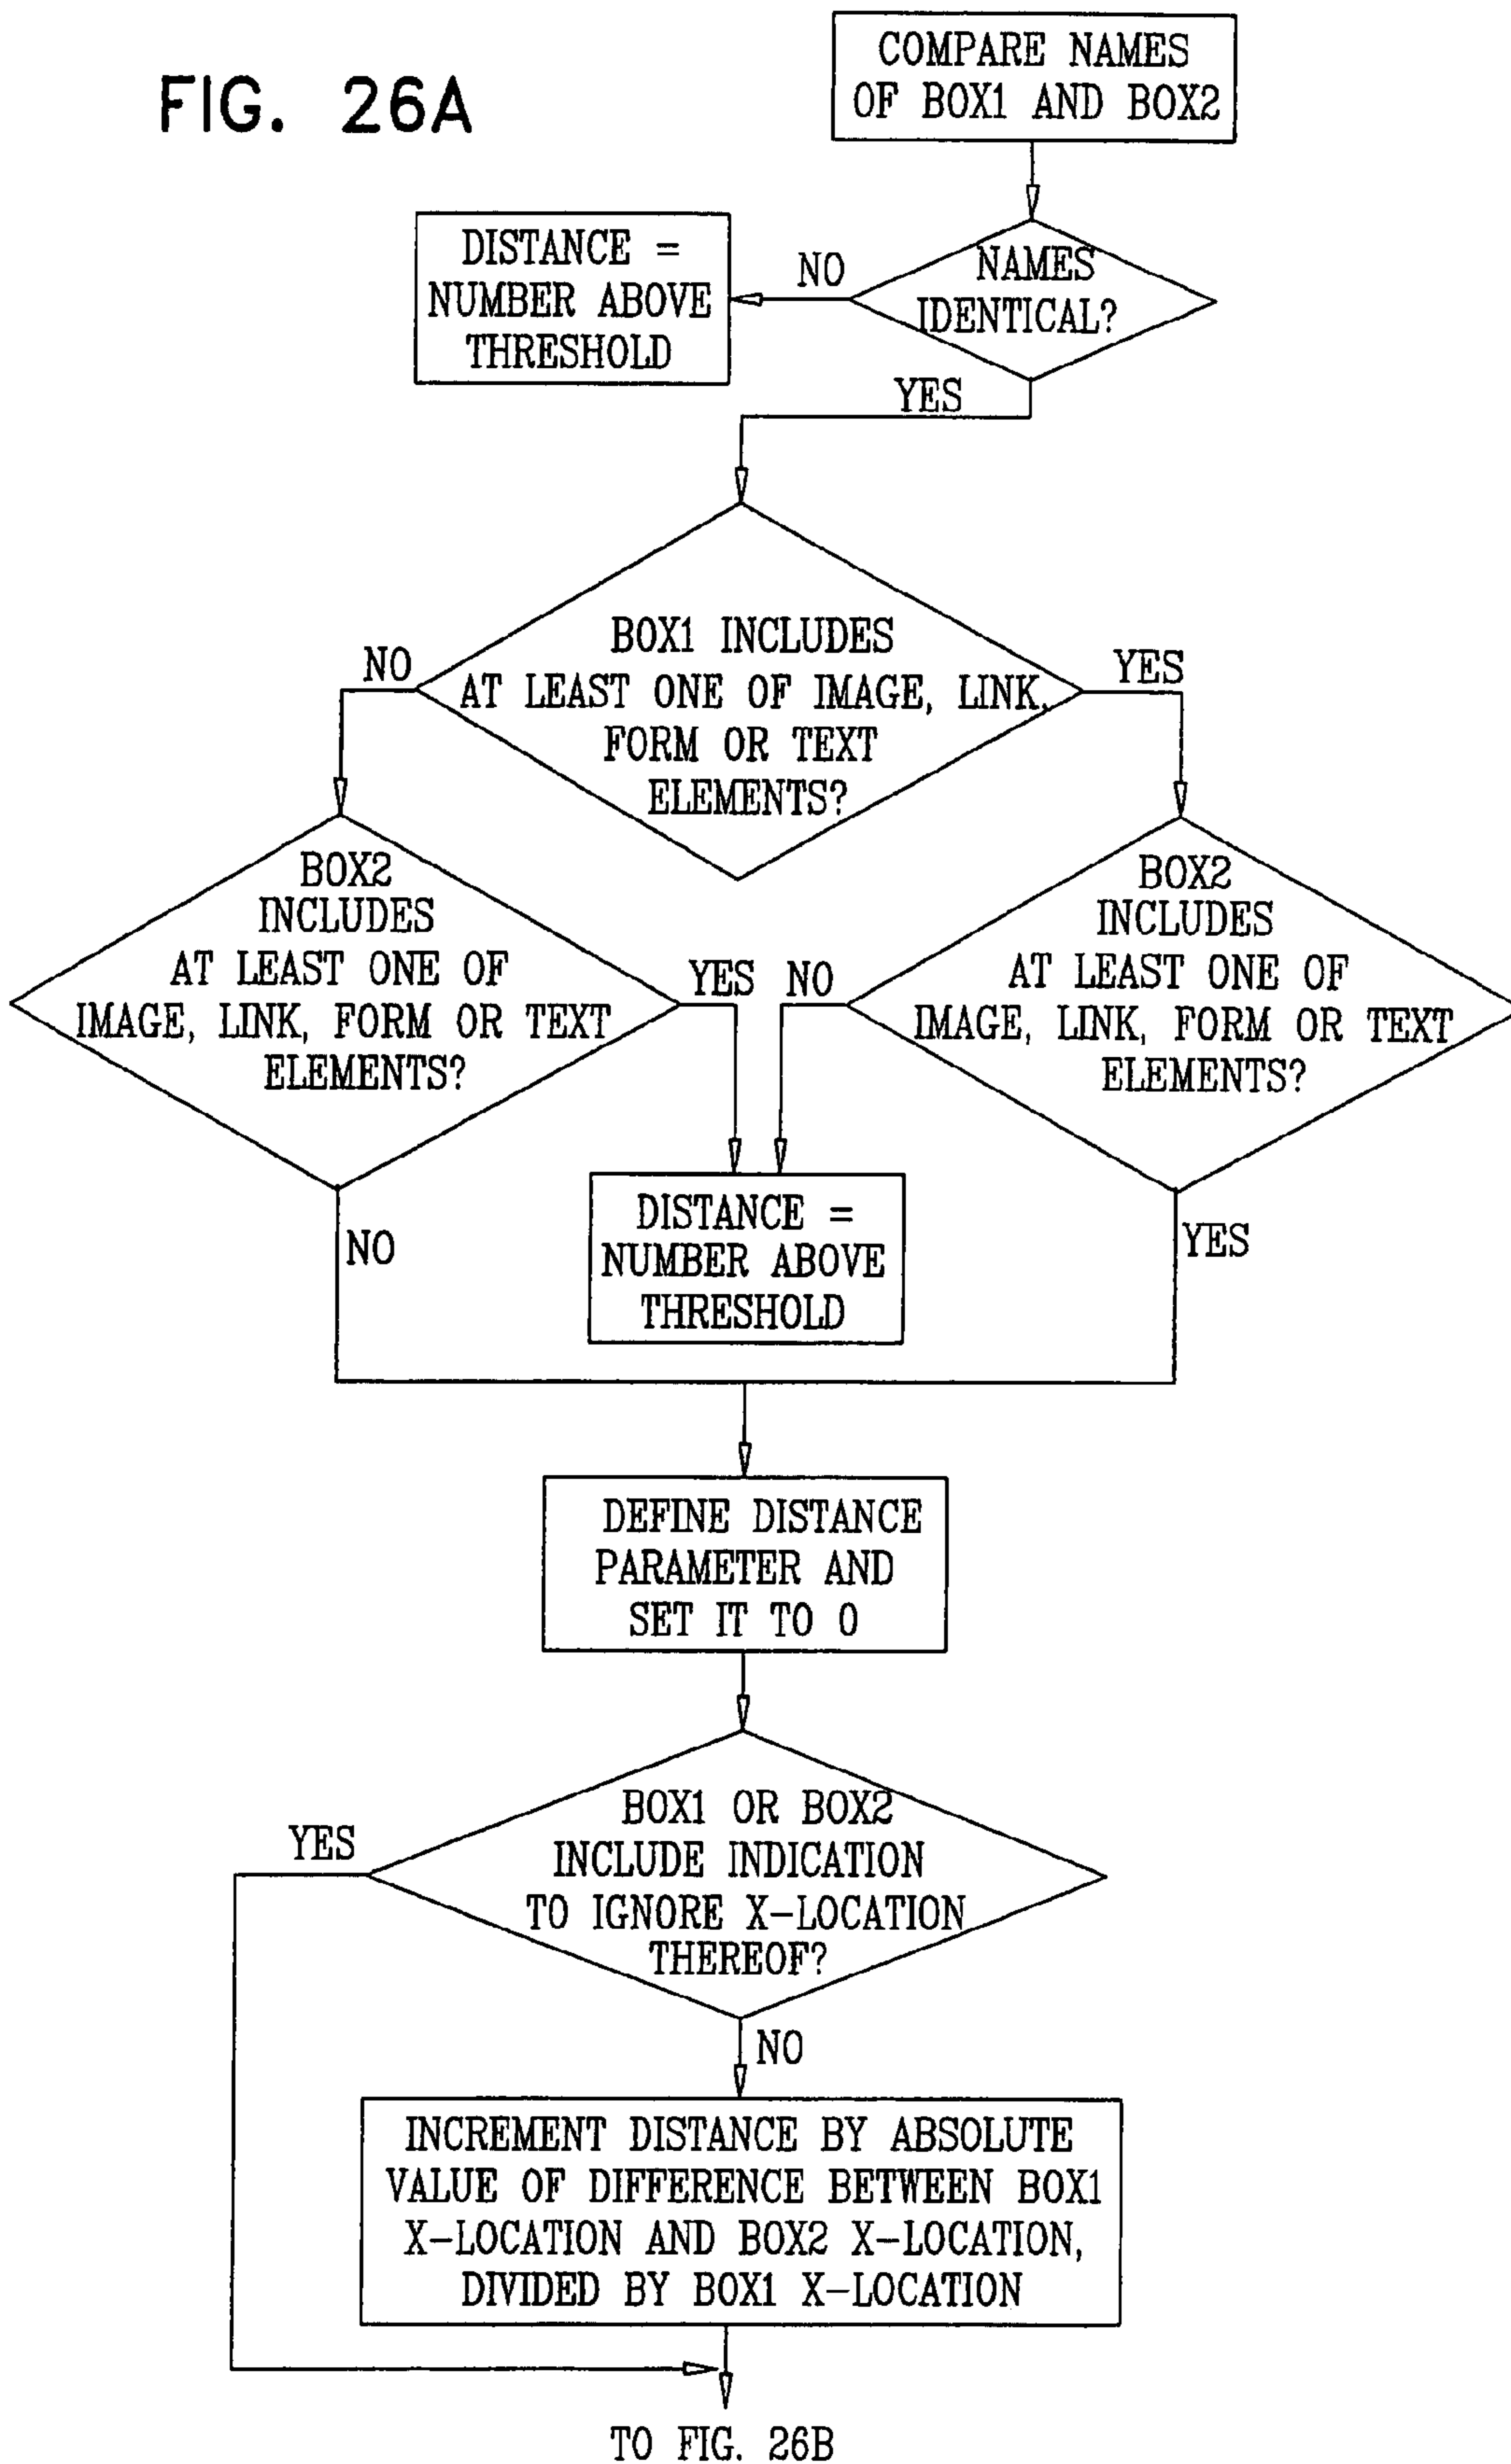 FIG. 26A
COMPARE NAMES
OF BOX1 AND BOX2
NAMES
IDENTICAL?
NO
DISTANCE =
NUMBER ABOVE
THRESHOLD
YES
BOX1 INCLUDES
AT LEAST ONE OF IMAGE, LINK,
FORM OR TEXT
ELEMENTS?
NO
YES
BOX2
INCLUDES
AT LEAST ONE OF
IMAGE, LINK, FORM OR TEXT
ELEMENTS?
YES
NO
BOX2
INCLUDES
AT LEAST ONE OF
IMAGE, LINK, FORM OR TEXT
ELEMENTS?
DISTANCE =
NUMBER ABOVE
THRESHOLD
NO
YES
DEFINE DISTANCE
PARAMETER AND
SET IT TO 0
BOX1 OR BOX2
INCLUDE INDICATION
TO IGNORE X-LOCATION
THEREOF?
YES
NO
INCREMENT DISTANCE BY ABSOLUTE
VALUE OF DIFFERENCE BETWEEN BOX1
X-LOCATION AND BOX2 X-LOCATION,
DIVIDED BY BOX1 X-LOCATION
TO FIG. 26B